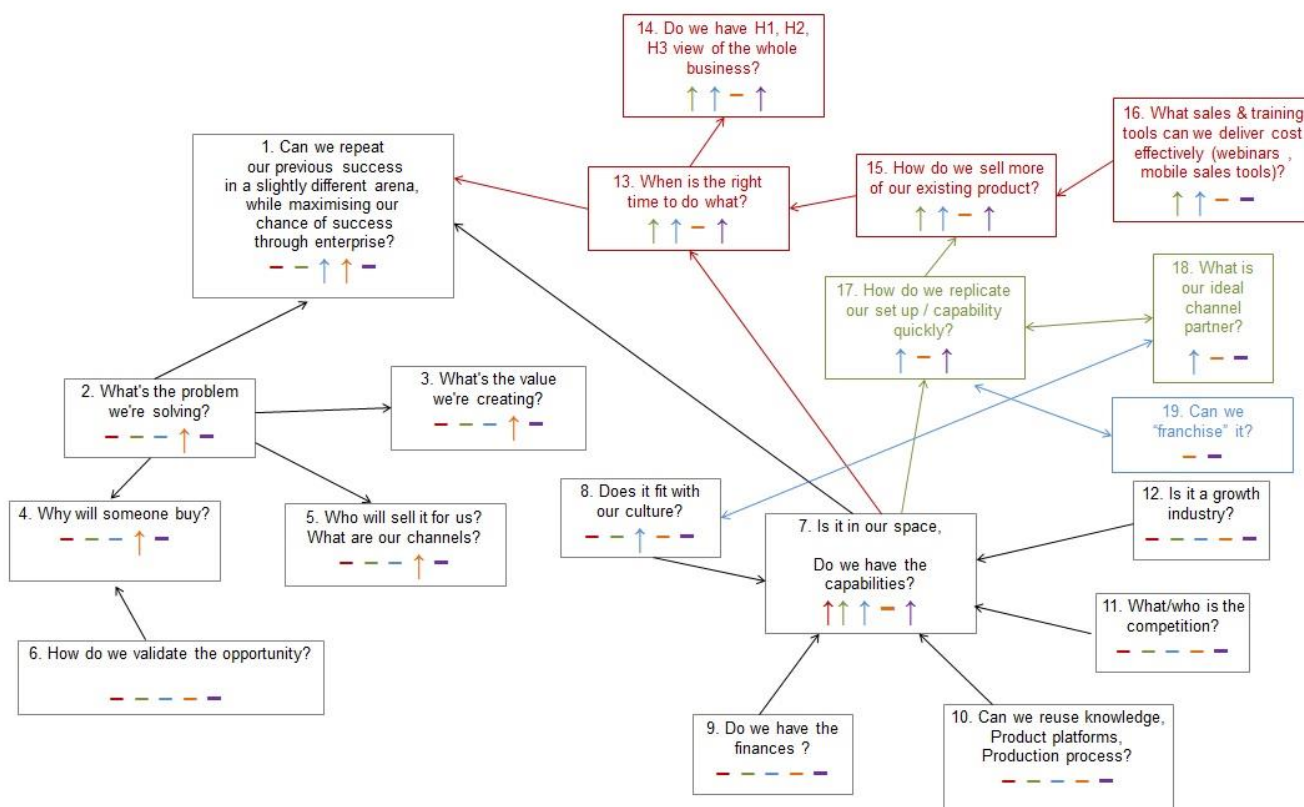 14. Do we have H1, H2,
H3 view of the whole
business?
1. Can we repeat
our previous success
in a slightly different arena,
while maximising our
chance of success
through enterprise?
13. When is the right
time to do what?
15. How do we sell more
of our existing product?
16. What sales & training
tools can we deliver cost
effectively (webinars ,
mobile sales tools)?
17. How do we replicate
our set up / capability
quickly?
18. What is
our ideal
channel
partner?
2. What's the problem
we're solving?
3. What's the value
we're creating?
19. Can we
“franchise” it?
4. Why will someone buy?
5. Who will sell it for us?
What are our channels?
8. Does it fit with
our culture?
7. Is it in our space,
Do we have the
capabilities?
12. Is it a growth
industry?
11. What/who is the
competition?
6. How do we validate the opportunity?
9. Do we have the
finances ?
10. Can we reuse knowledge,
Product platforms,
Production process?